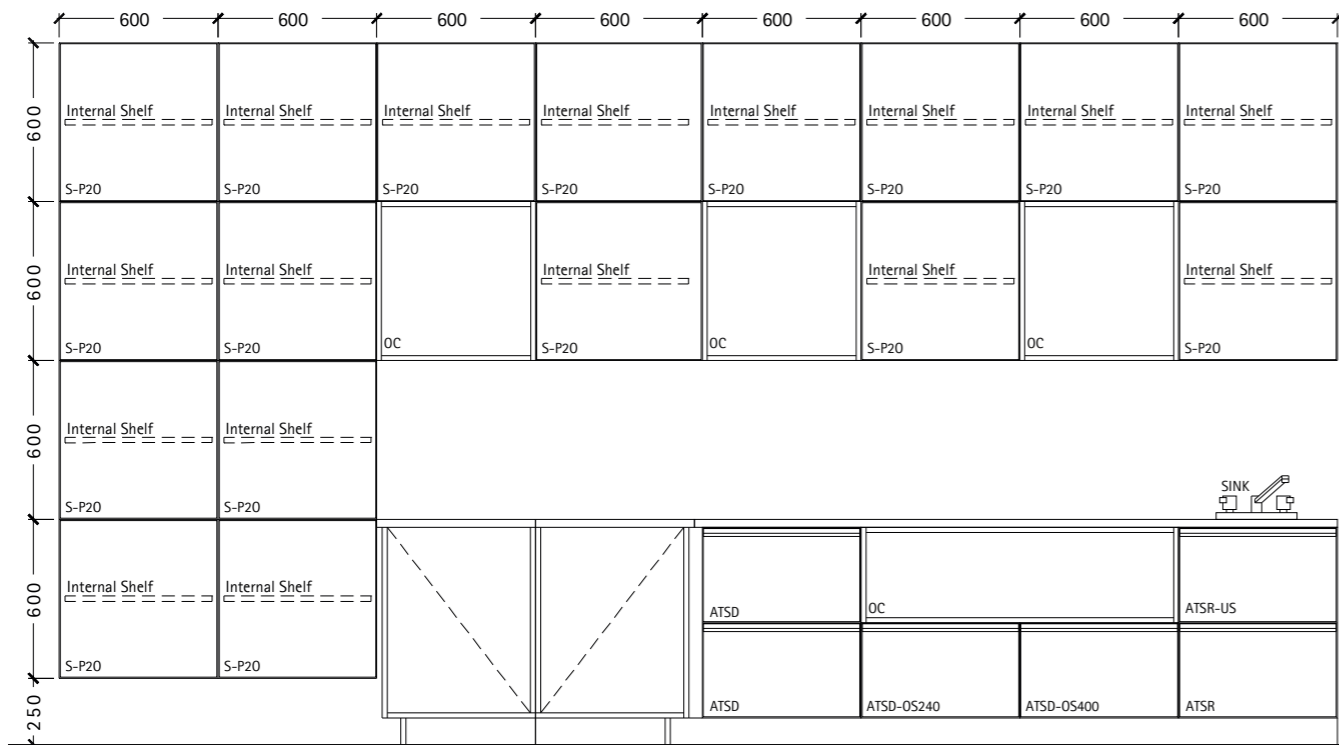 600 600 600 600 600 600 600 600
600
Internal Shelf Internal Shelf Internal Shelf Internal Shelf Internal Shelf Internal Shelf Internal Shelf Internal Shelf
S-P20 S-P20 S-P20 S-P20 S-P20 S-P20 S-P20 S-P20
600
Internal Shelf Internal Shelf Internal Shelf Internal Shelf Internal Shelf
S-P20 S-P20 OC S-P20 OC S-P20 OC S-P20
600
Internal Shelf Internal Shelf
SINK
S-P20 S-P20
600
Internal Shelf Internal Shelf
ATSD OC ATSR-US
S-P20 S-P20
250
ATSD ATSD-OS240 ATSD-OS400 ATSR